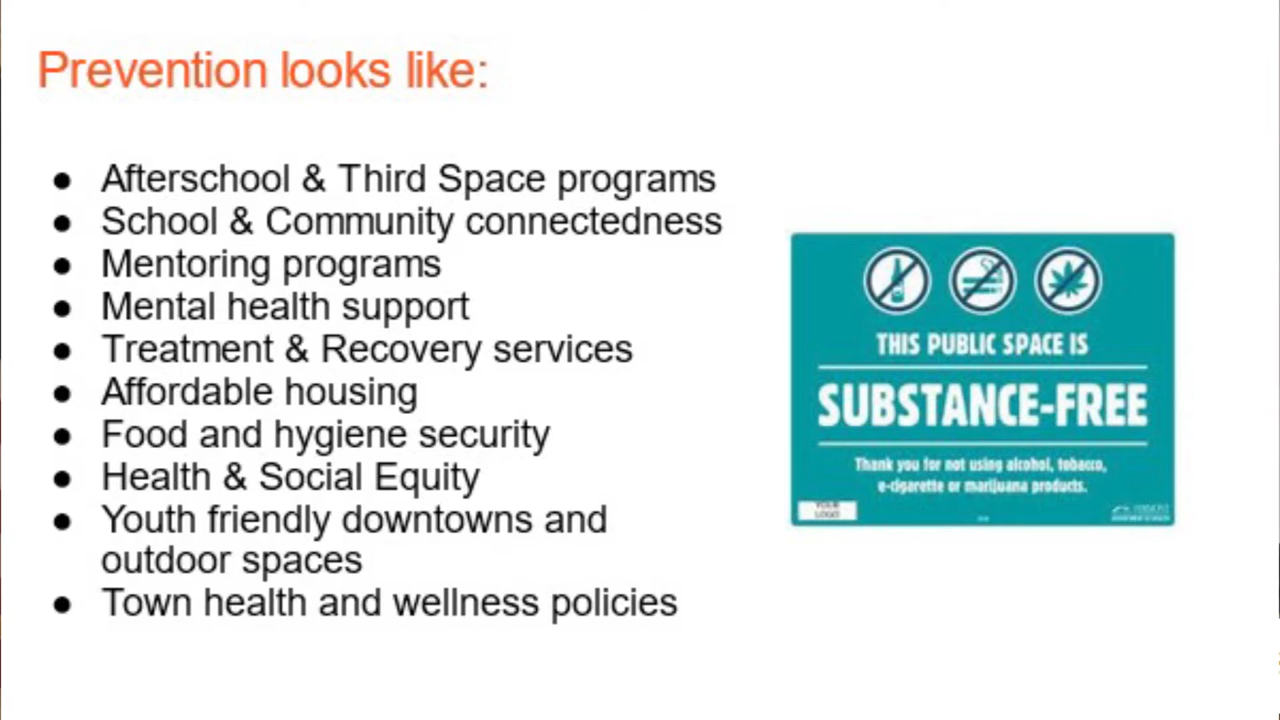 Prevention looks like:
● Afterschool & Third Space programs
● School & Community connectedness
● Mentoring programs
● Mental health support
● Treatment & Recovery services
● Affordable housing
● Food and hygiene security
● Health & Social Equity
● Youth friendly downtowns and
outdoor spaces
● Town health and wellness policies
THIS PUBLIC SPACE IS
SUBSTANCE-FREE
Thank you for not using alcohol, tobacco,
e-cigarette or marijuana products.
YOUR
LOGO